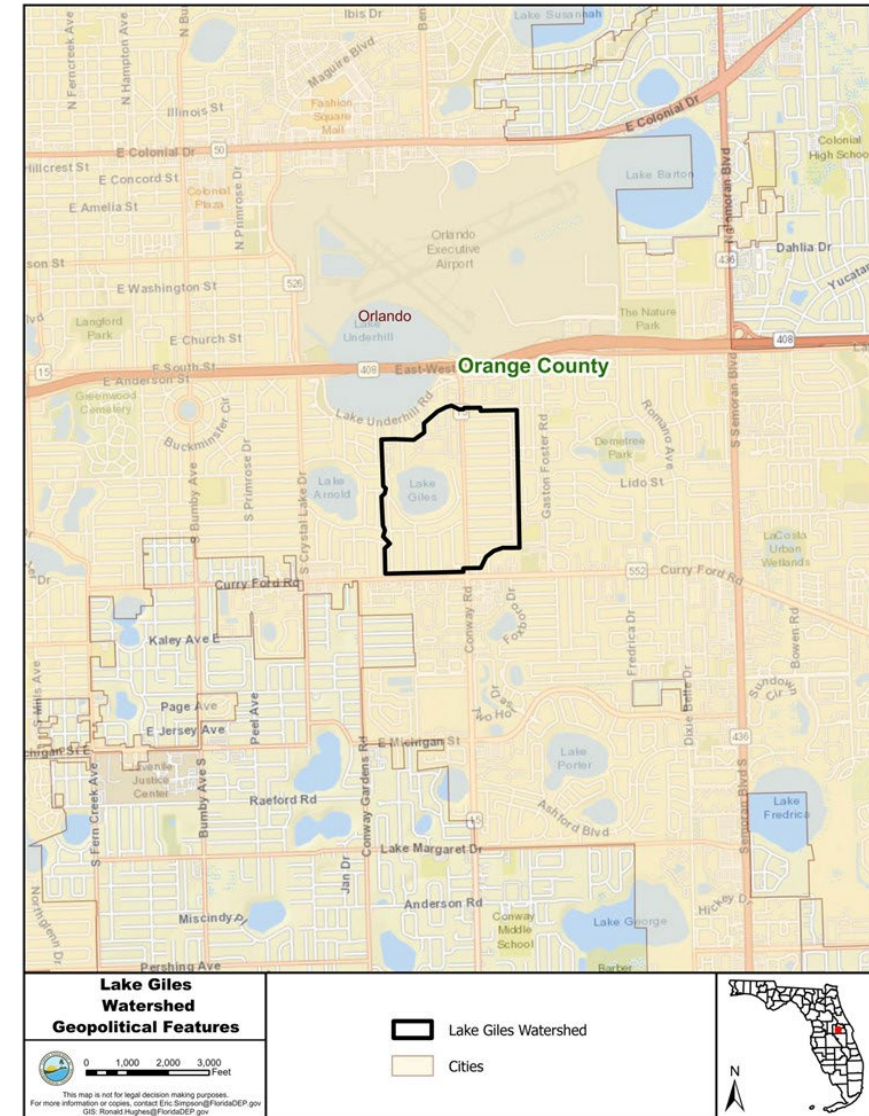 Ibis Dr
Lake Susannah
N Ferncreek Ave
N Hampton Ave
Maguire Blvd
Illinois St
Fashion
Square
Mall
E Colonial Dr
E Colonial Dr
50
Hillcrest St
E Concord St
Colonial
Plaza
E Amelia St
N Primrose Dr
Lake Barton
N Semoran Blvd
Colonial
High School
Orlando
Executive
Airport
Dahlia Dr
436
Yucatan
son St
526
E Washington St
Orlando
Lake
Underhill
Langford
Park
E Church St
The Nature
Park
15
E South St
408
East-West
408
E Anderson St
Orange County
Greenwood
Cemetery
Buckminster Cir
Lake Underhill Rd
S Bumby Ave
S Primrose Dr
S Crystal Lake Dr
Lake
Arnold
Lake
Giles
Gaston Foster Rd
Romano Ave
Demetree
Park
Lido St
S Semoran Blvd
LaCosta
Urban
Wetlands
Curry Ford Rd
552
Curry Ford Rd
Conway Rd
Foxboro Dr
Fredrica Dr
Bowen Rd
Kaley Ave E
S Mills Ave
Page Ave
Peel Ave
E Jersey Ave
Dixie Belle Dr
Sundown
Cir
E Michigan St
436
chigan St E
Juvenile
Justice
Center
Lake
Porter
S Fern Creek Ave
Bumby Ave S
Raeford Rd
Conway Gardens Rd
15
Ashford Blvd
Semoran Blvd S
Lake
Fredrica
Lake Margaret Dr
Jan Dr
Anderson Rd
Northglenn Dr
Miscindy
Conway
Middle
School
Lake George
Hickey Dr
Pershing Ave
Barber
Lake Giles
Watershed
Geopolitical Features
0 1,000 2,000 3,000
Feet
This map is not for legal decision making purposes.
For more information or copies, contact Eric.Simpson@FloridaDEP.gov
GIS: Ronald.Hughes@FloridaDEP.gov
Lake Giles Watershed
Cities
N